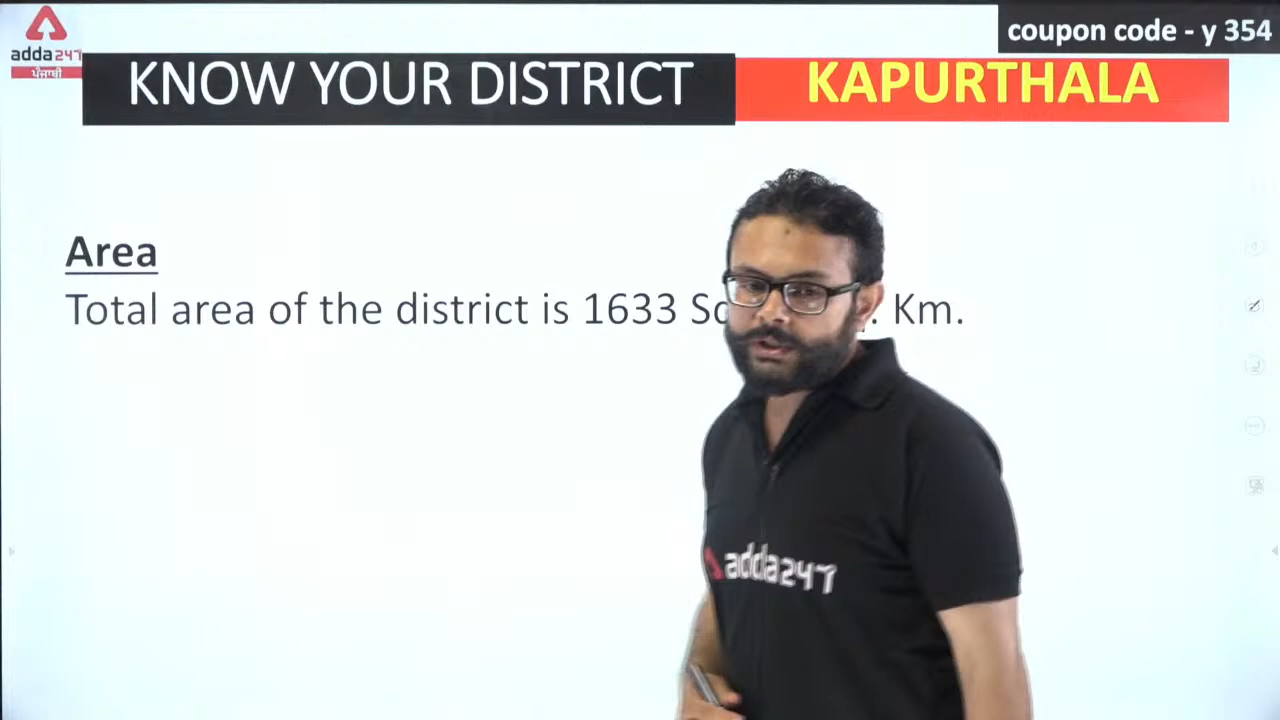 adda247
ਪੰਜਾਬੀ
coupon code - y 354
KNOW YOUR DISTRICT KAPURTHALA
Area
Total area of the district is 1633 Km.
adda247